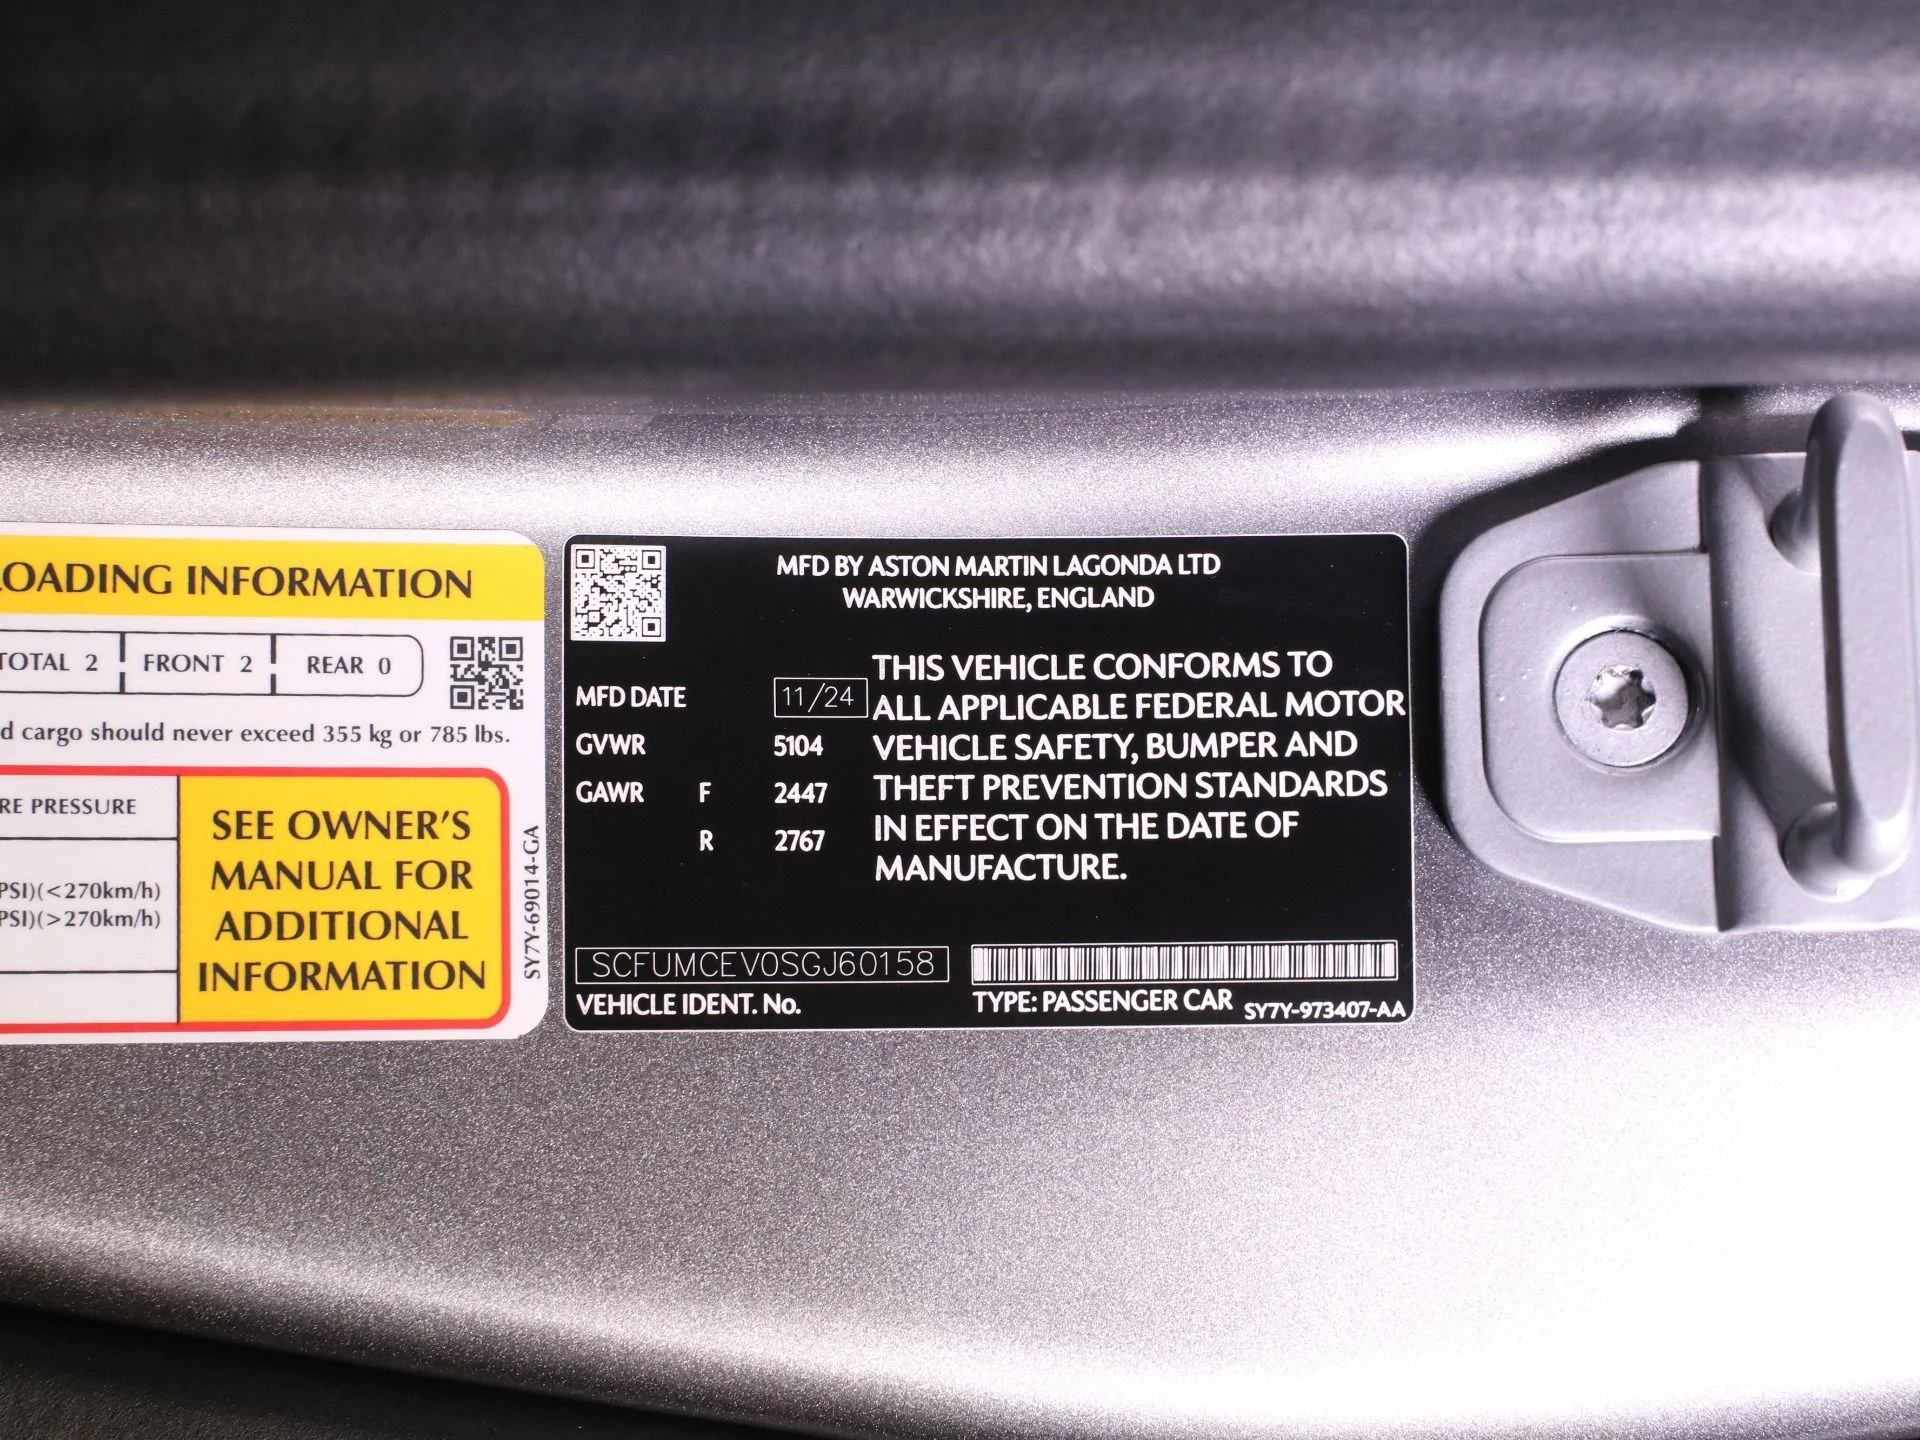 LOADING INFORMATION
TOTAL 2 FRONT 2 REAR 0
cargo should never exceed 355 kg or 785 lbs.
PRESSURE
PSI)(<270km/h)
PSI)(>270km/h)
SEE OWNER'S
MANUAL FOR
ADDITIONAL
INFORMATION
SY7Y-69014-GA
MFD BY ASTON MARTIN LAGONDA LTD
WARWICKSHIRE, ENGLAND
MFD DATE 11/24
GVWR 5104
GAWR F 2447
R 2767
THIS VEHICLE CONFORMS TO
ALL APPLICABLE FEDERAL MOTOR
VEHICLE SAFETY, BUMPER AND
THEFT PREVENTION STANDARDS
IN EFFECT ON THE DATE OF
MANUFACTURE.
SCFUMCEV0SGJ60158
VEHICLE IDENT. No.
TYPE: PASSENGER CAR SY7Y-973407-AA